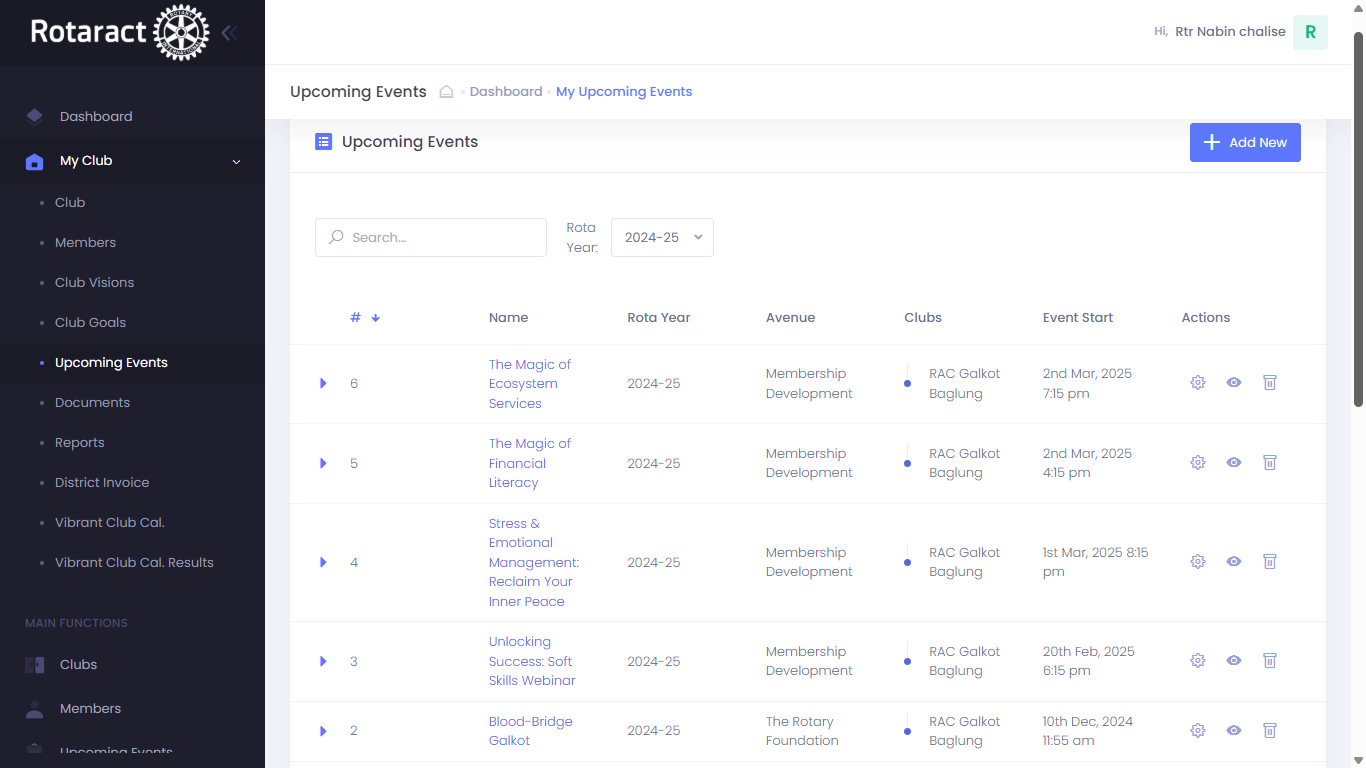 Rotaract
ROTARY
INTERNATIONAL
Hi, Rtr Nabin chalise R
Upcoming Events Dashboard My Upcoming Events
Dashboard
My Club
Club
Members
Club Visions
Club Goals
Upcoming Events
Documents
Reports
District Invoice
Vibrant Club Cal.
Vibrant Club Cal. Results
MAIN FUNCTIONS
Clubs
Members
Upcoming Events
Upcoming Events
Add New
Search...
Rota
Year:
2024-25
# Name Rota Year Avenue Clubs Event Start Actions
6
The Magic of
Ecosystem
Services
2024-25
Membership
Development
RAC Galkot
Baglung
2nd Mar, 2025
7:15 pm
5
The Magic of
Financial
Literacy
2024-25
Membership
Development
RAC Galkot
Baglung
2nd Mar, 2025
4:15 pm
4
Stress &
Emotional
Management:
Reclaim Your
Inner Peace
2024-25
Membership
Development
RAC Galkot
Baglung
1st Mar, 2025 8:15
pm
3
Unlocking
Success: Soft
Skills Webinar
2024-25
Membership
Development
RAC Galkot
Baglung
20th Feb, 2025
6:15 pm
2
Blood-Bridge
Galkot
2024-25
The Rotary
Foundation
RAC Galkot
Baglung
10th Dec, 2024
11:55 am